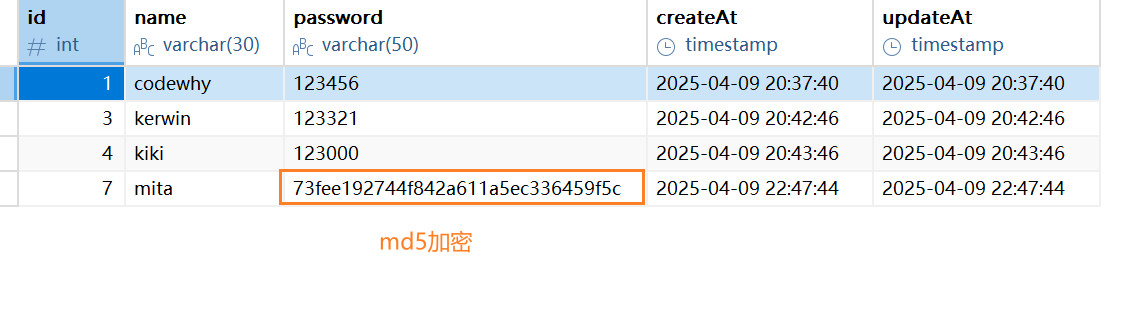 id name password createAt updateAt
# int ABC varchar(30) ABC varchar(50) timestamp timestamp
1 codewhy 123456 2025-04-09 20:37:40 2025-04-09 20:37:40
3 kerwin 123321 2025-04-09 20:42:46 2025-04-09 20:42:46
4 kiki 123000 2025-04-09 20:43:46 2025-04-09 20:43:46
7 mita 73fee192744f842a611a5ec336459f5c 2025-04-09 22:47:44 2025-04-09 22:47:44
md5加密